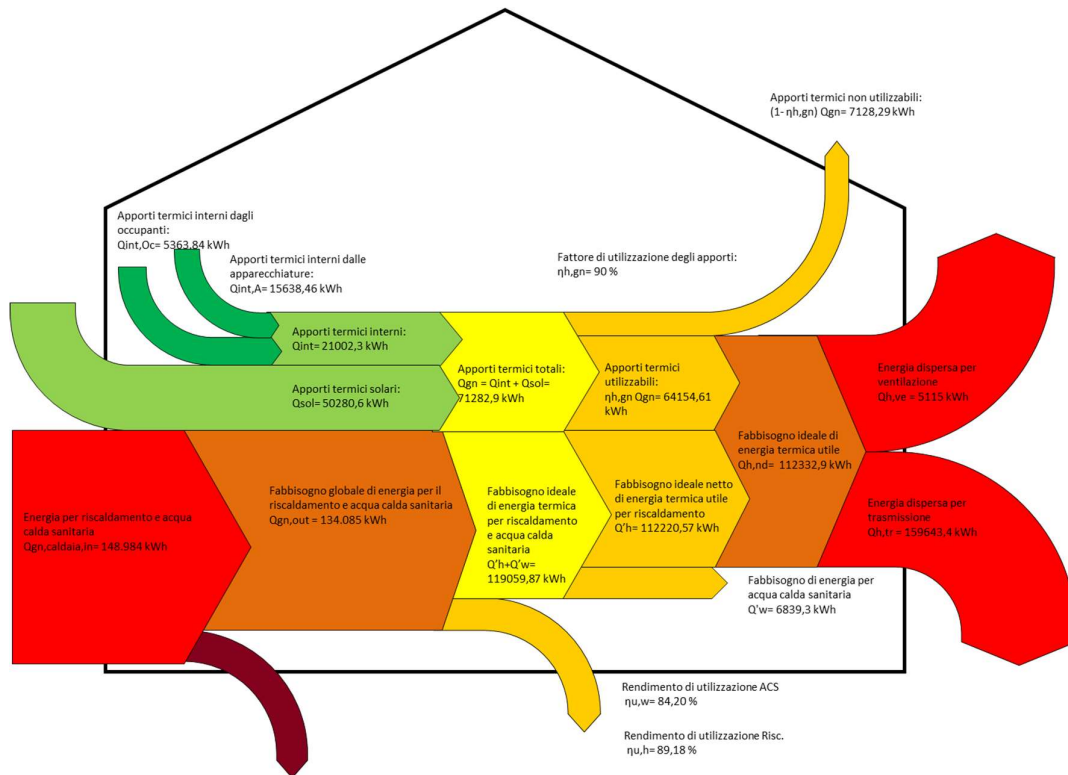 Apporti termici non utilizzabili:
(1- ηh,gn) Qgn= 7128,29 kWh
Apporti termici interni dagli
occupanti:
Qint,Oc= 5363,84 kWh
Apporti termici interni dalle
apparecchiature:
Qint,A= 15638,46 kWh
Fattore di utilizzazione degli apporti:
ηh,gn= 90 %
Apporti termici interni:
Qint= 21002,3 kWh
Apporti termici solari:
Qsol= 50280,6 kWh
Apporti termici totali:
Qgn = Qint + Qsol=
71282,9 kWh
Apporti termici
utilizzabili:
ηh,gn Qgn= 64154,61
kWh
Energia dispersa per
ventilazione
Qh,ve= 5115 kWh
Fabbisogno ideale di
energia termica utile
Qh,nd= 112332,9 kWh
Energia per riscaldamento e acqua
calda sanitaria
Qgn,caldaia,in= 148.984 kWh
Fabbisogno globale di energia per il
riscaldamento e acqua calda sanitaria
Qgn,out = 134.085 kWh
Fabbisogno ideale
di energia termica
per riscaldamento
e acqua calda
sanitaria
Q'h+Q'w=
119059,87 kWh
Fabbisogno ideale netto
di energia termica utile
per riscaldamento
Q'h= 112220,57 kWh
Energia dispersa per
trasmissione
Qh,tr= 159643,4 kWh
Fabbisogno di energia per
acqua calda sanitaria
Q'w= 6839,3 kWh
Rendimento di utilizzazione ACS
ηu,w= 84,20 %
Rendimento di utilizzazione Risc.
ηu,h= 89,18 %